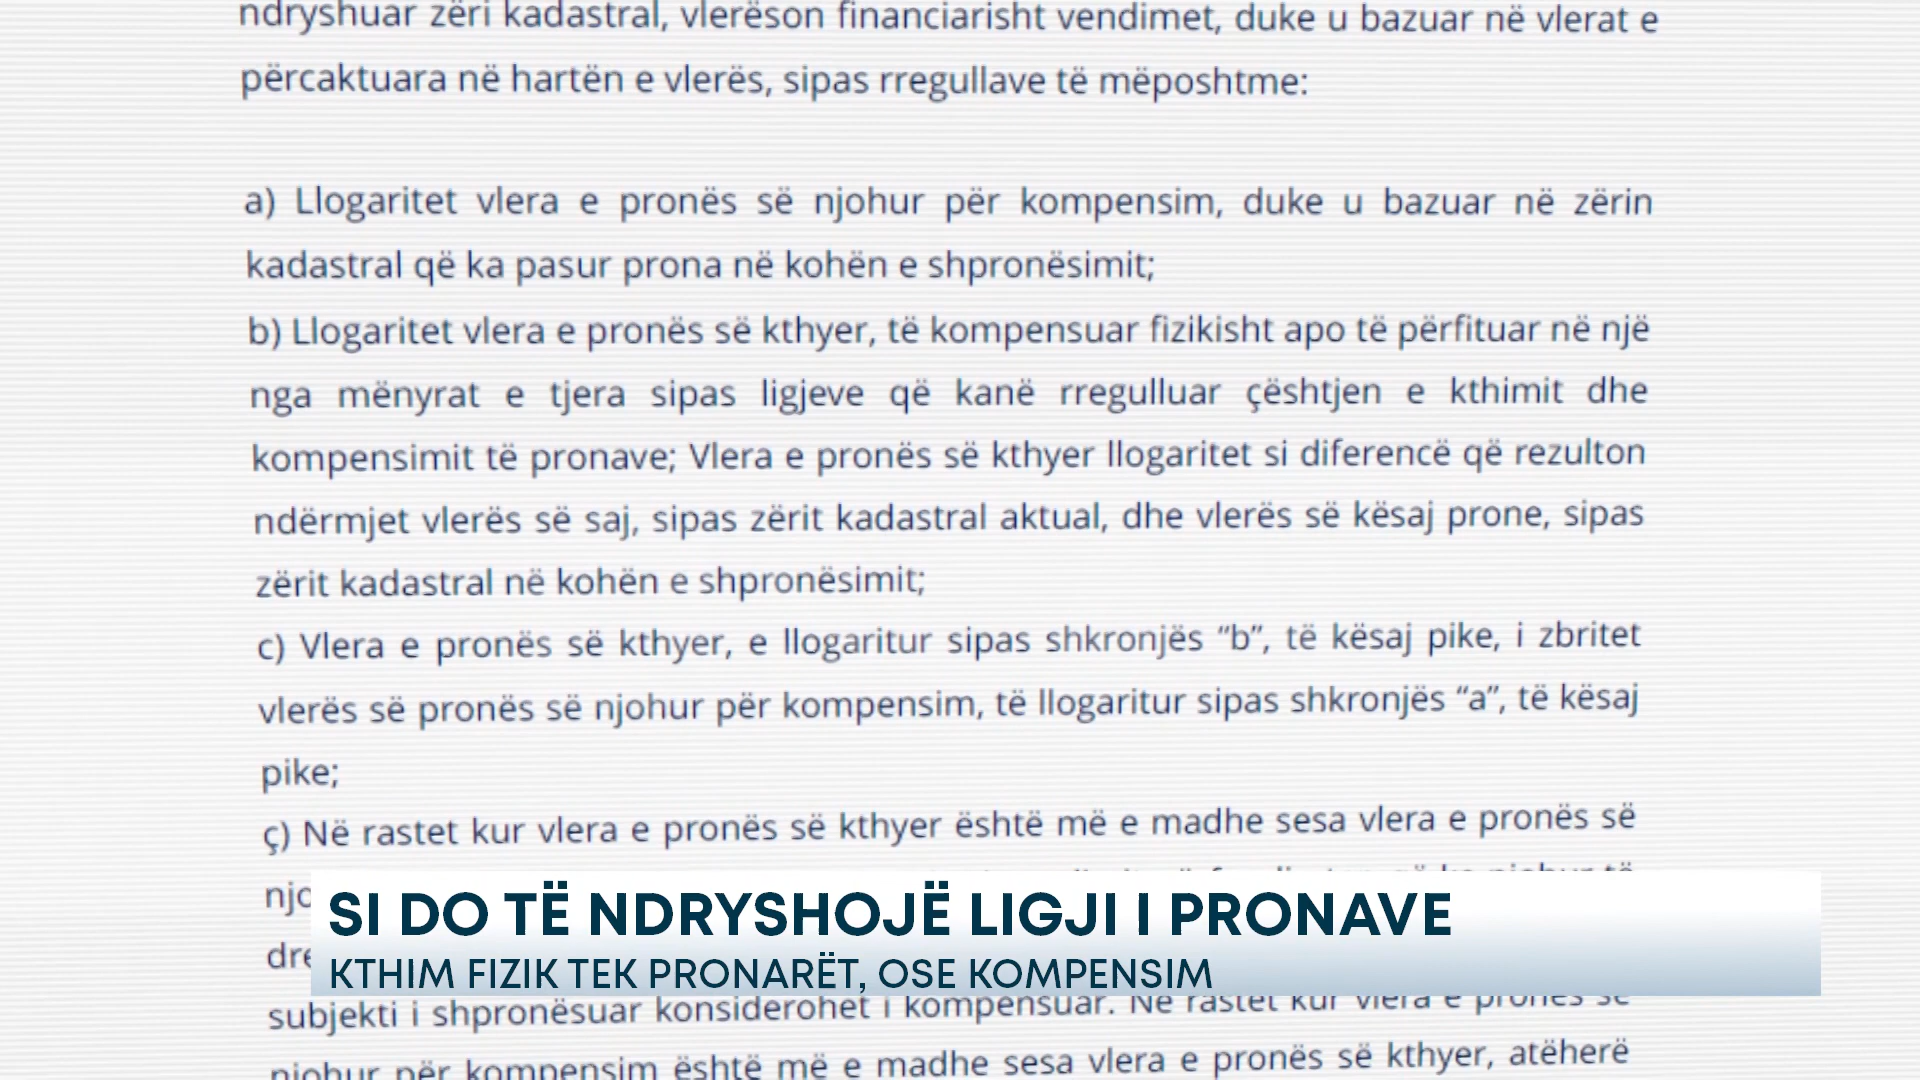 ndryshuar zëri kadastral, vlerëson financiarisht vendimet, duke u bazuar në vlerat e
përcaktuara në hartën e vlerës, sipas rregullave të mëposhtme:
a) Llogaritet vlera e pronës së njohur për kompensim, duke u bazuar në zërin
kadastral që ka pasur prona në kohën e shpronësimit;
b) Llogaritet vlera e pronës së kthyer, të kompensuar fizikisht apo të përfituar në një
nga mënyrat e tjera sipas ligjeve që kanë rregulluar çështjen e kthimit dhe
kompensimit të pronave; Vlera e pronës së kthyer llogaritet si diferencë që rezulton
ndërmjet vlerës së saj, sipas zërit kadastral aktual, dhe vlerës së kësaj prone, sipas
zërit kadastral në kohën e shpronësimit;
c) Vlera e pronës së kthyer, e llogaritur sipas shkronjës “b”, të kësaj pike, i zbritet
vlerës së pronës së njohur për kompensim, të llogaritur sipas shkronjës “a”, të kësaj
pike;
ç) Në rastet kur vlera e pronës së kthyer është më e madhe sesa vlera e pronës së
SI DO TË NDRYSHOJË LIGJI I PRONAVE
KTHIM FIZIK TEK PRONARËT, OSE KOMPENSIM
subjekti i shpronësuar konsiderohet i kompensuar. Në rastet kur vlera e pronës së
njohur për kompensim është më e madhe sesa vlera e pronës së kthyer, atëherë